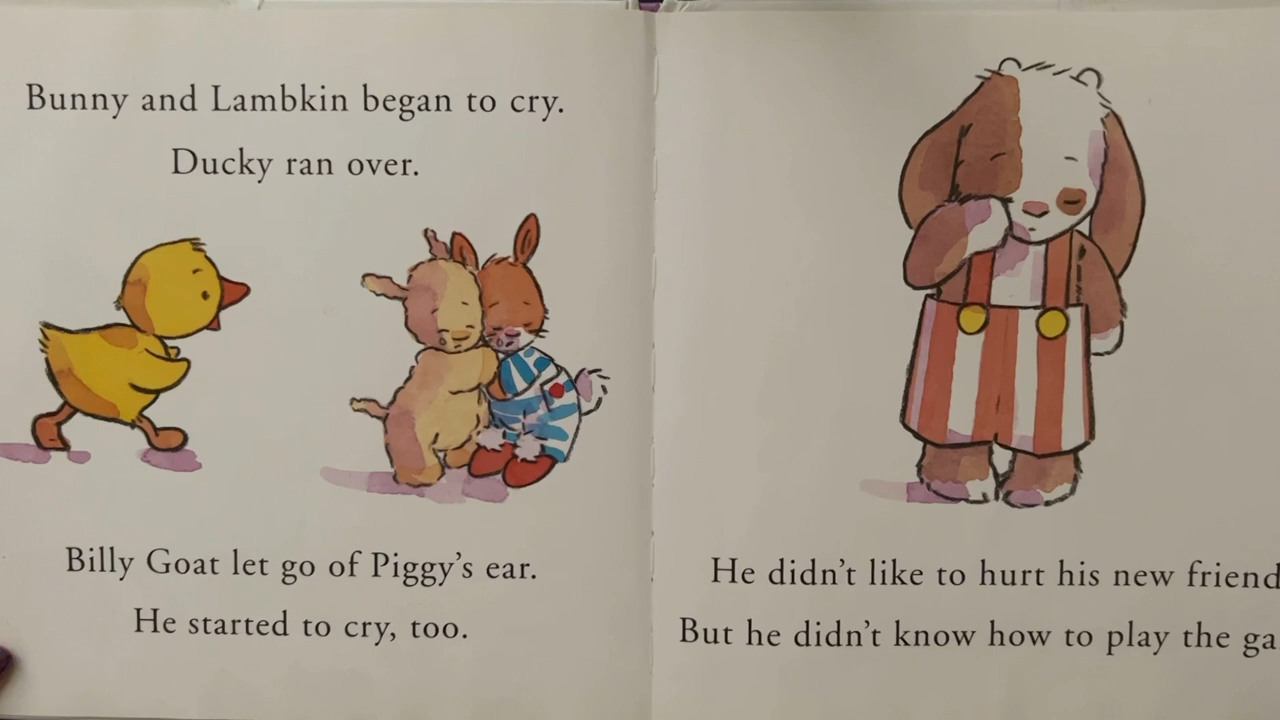 Bunny and Lambkin began to cry.
Ducky ran over.
Billy Goat let go of Piggy's ear.
He started to cry, too.
He didn't like to hurt his new friend
But he didn't know how to play the